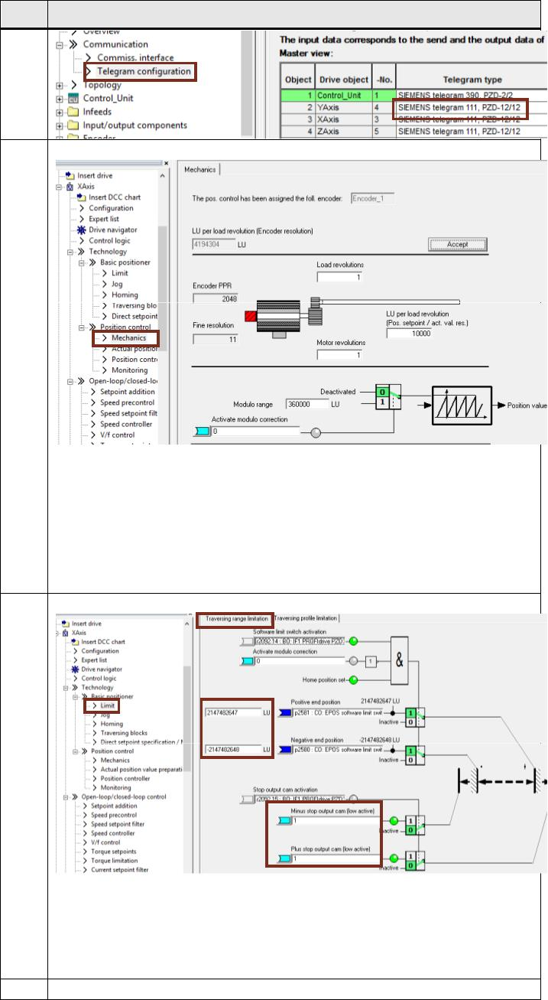 Overview
Communication
Commiss. interface
Telegram configuration
Topology
Control_Unit
Infeeds
Input/output components
Encoder
The input data corresponds to the send and the output data of
Master view:
Object Drive object -No. Telegram type
1 Control_Unit 1 SIEMENS telegram 390, PZD-2/2
2 YAxis 4 SIEMENS telegram 111, PZD-12/12
3 XAxis 3 SIEMENS telegram 111, PZD-12/12
4 ZAxis 5 SIEMENS telegram 111, PZD-12/12
Insert drive
XAxis
Insert DCC chart
Configuration
Expert list
Drive navigator
Control logic
Technology
Basic positioner
Limit
Jog
Homing
Traversing blo
Direct setpoint
Position control
Mechanics
Actual position
Position contr
Monitoring
Open-loop/closed-lo
Setpoint addition
Speed precontrol
Speed setpoint filt
Speed controller
V/f control
Mechanics
The pos. control has been assigned the foll. encoder: Encoder_1
LU per load revolution (Encoder resolution)
4194304 LU
Accept
Load revolutions
1
Encoder PPR
2048
LU per load revolution
(Pos. setpoint / act. val. res.)
10000
Fine resolution
11
Motor revolutions
1
Deactivated 0
Modulo range 360000 LU 1
Position value
Activate modulo correction
0
Insert drive
XAxis
Insert DCC chart
Configuration
Expert list
Drive navigator
Control logic
Technology
Basic positioner
Limit
Jog
Homing
Traversing blocks
Direct setpoint specification / M
Position control
Mechanics
Actual position value preparati
Position controller
Monitoring
Open-loop/closed-loop control
Setpoint addition
Speed precontrol
Speed setpoint filter
Speed controller
V/f control
Torque setpoints
Torque limitation
Current setpoint filter
Traversing range limitation Traversing profile limitation
Software limit switch activation
r2092.14 : BO: IF1 PROFIdrive PZD
Activate modulo correction
0 1 &
Home position set
Positive end position 2147482647 LU
2147482647 LU p2581 : CO: EPOS software limit swit 1
Inactive 0
Negative end position -2147482648 LU
-2147482648 LU p2580 : CO: EPOS software limit swit 1
Inactive 0
Stop output cam activation
r2092.15 : BO: IF1 PROFIdrive PZD
Minus stop output cam (low active)
1 1
Inactive 0
Plus stop output cam (low active)
1 1
Inactive 0